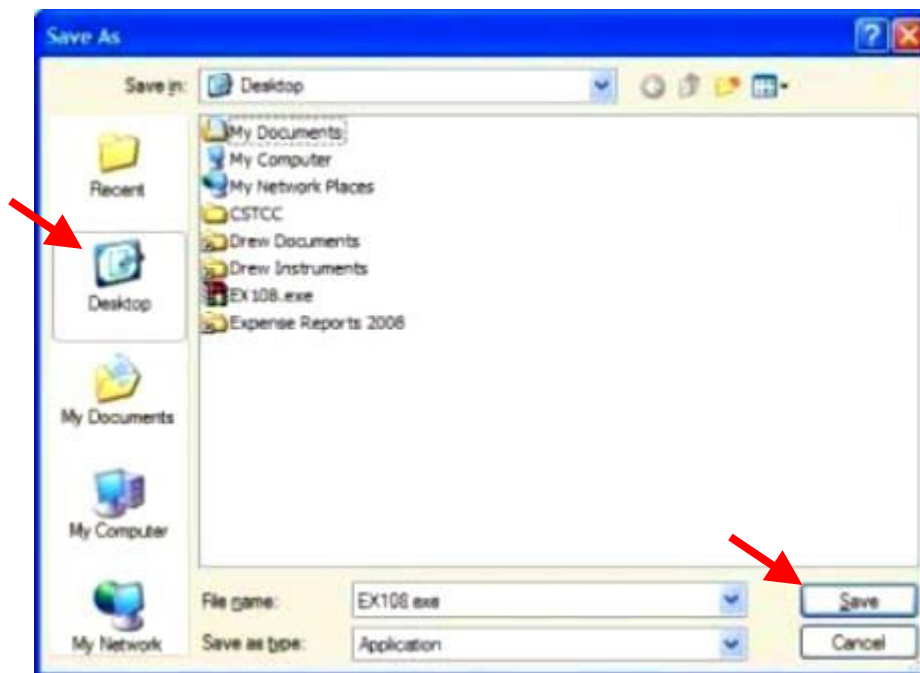 Save As
Save in: Desktop
Recent
Desktop
My Documents
My Computer
My Network
My Documents
My Computer
My Network Places
CSTCC
Drew Documents
Drew Instruments
EX108.exe
Expense Reports 2008
File name: EX108.exe Save
Save as type: Application Cancel